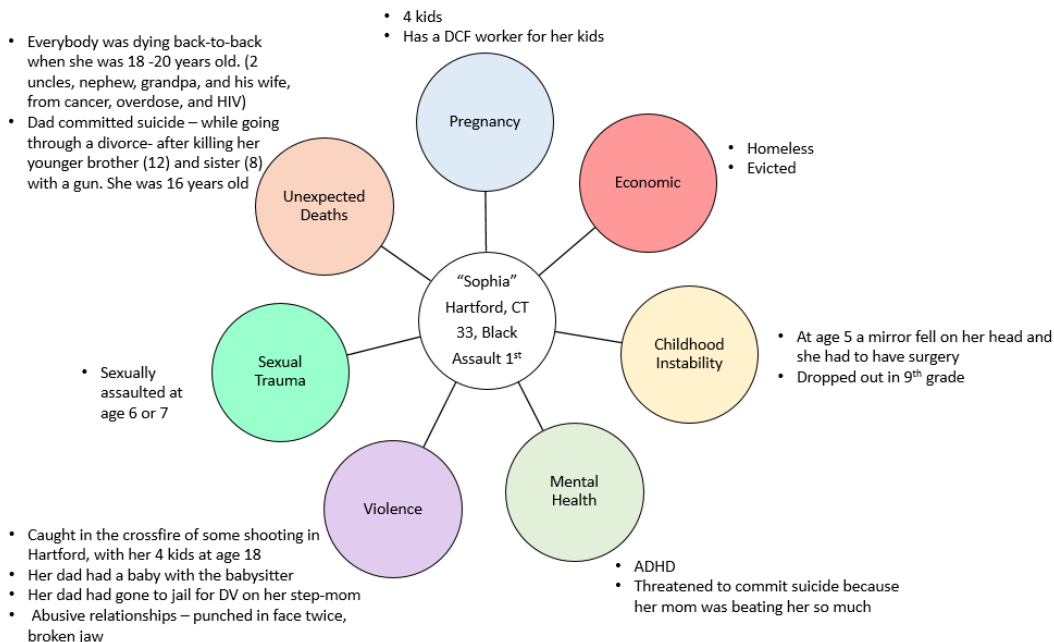 • 4 kids
• Has a DCF worker for her kids
• Everybody was dying back-to-back
when she was 18 -20 years old. (2
uncles, nephew, grandpa, and his wife,
from cancer, overdose, and HIV)
• Dad committed suicide – while going
through a divorce- after killing her
younger brother (12) and sister (8)
with a gun. She was 16 years old
Pregnancy
• Homeless
• Evicted
Economic
Unexpected
Deaths
"Sophia"
Hartford, CT
33, Black
Assault 1st
Childhood
Instability
• At age 5 a mirror fell on her head and
she had to have surgery
• Dropped out in 9th grade
Sexual
Trauma
• Sexually
assaulted at
age 6 or 7
Mental
Health
Violence
• Caught in the crossfire of some shooting in
Hartford, with her 4 kids at age 18
• Her dad had a baby with the babysitter
• Her dad had gone to jail for DV on her step-mom
• Abusive relationships – punched in face twice,
broken jaw
• ADHD
• Threatened to commit suicide because
her mom was beating her so much